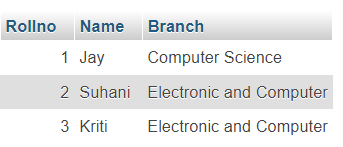 Rollno Name Branch
1 Jay Computer Science
2 Suhani Electronic and Computer
3 Kriti Electronic and Computer